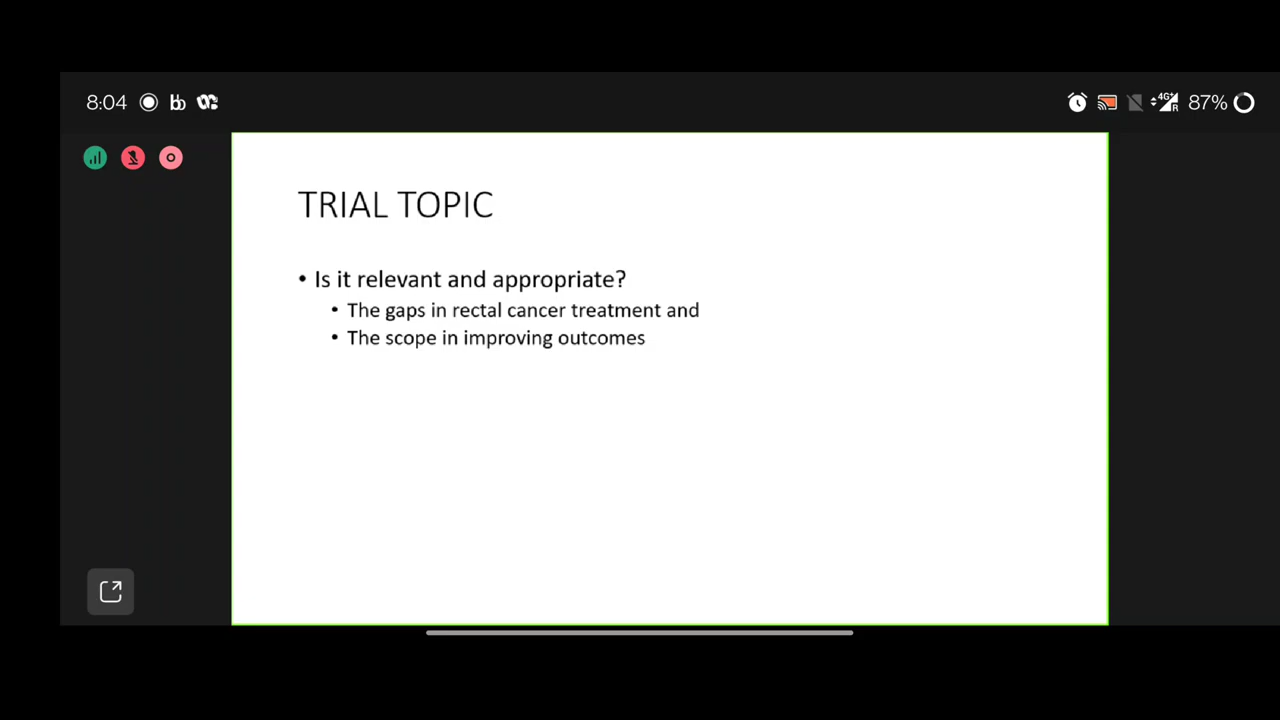 8:04
4G+
R
87%
TRIAL TOPIC
• Is it relevant and appropriate?
• The gaps in rectal cancer treatment and
• The scope in improving outcomes